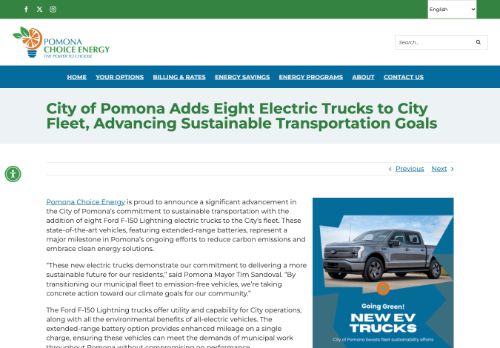 English
POMONA
CHOICE ENERGY
THE POWER TO CHOOSE
Search...
HOME YOUR OPTIONS BILLING & RATES ENERGY SAVINGS ENERGY PROGRAMS ABOUT CONTACT US
City of Pomona Adds Eight Electric Trucks to City
Fleet, Advancing Sustainable Transportation Goals
Previous Next
Pomona Choice Energy is proud to announce a significant advancement in
the City of Pomona's commitment to sustainable transportation with the
addition of eight Ford F-150 Lightning electric trucks to the City's fleet. These
state-of-the-art vehicles, featuring extended-range batteries, represent a
major milestone in Pomona's ongoing efforts to reduce carbon emissions and
embrace clean energy solutions.
"These new electric trucks demonstrate our commitment to delivering a more
sustainable future for our residents," said Pomona Mayor Tim Sandoval. "By
transitioning our municipal fleet to emission-free vehicles, we're taking
concrete action toward our climate goals for our community."
The Ford F-150 Lightning trucks offer utility and capability for City operations,
along with all the environmental benefits of all-electric vehicles. The
extended-range battery option provides enhanced mileage on a single
charge, ensuring these vehicles can meet the demands of municipal work
throughout Pomona without compromising on performance.
Going Green!
NEW EV
TRUCKS
City of Pomona boosts fleet sustainability efforts